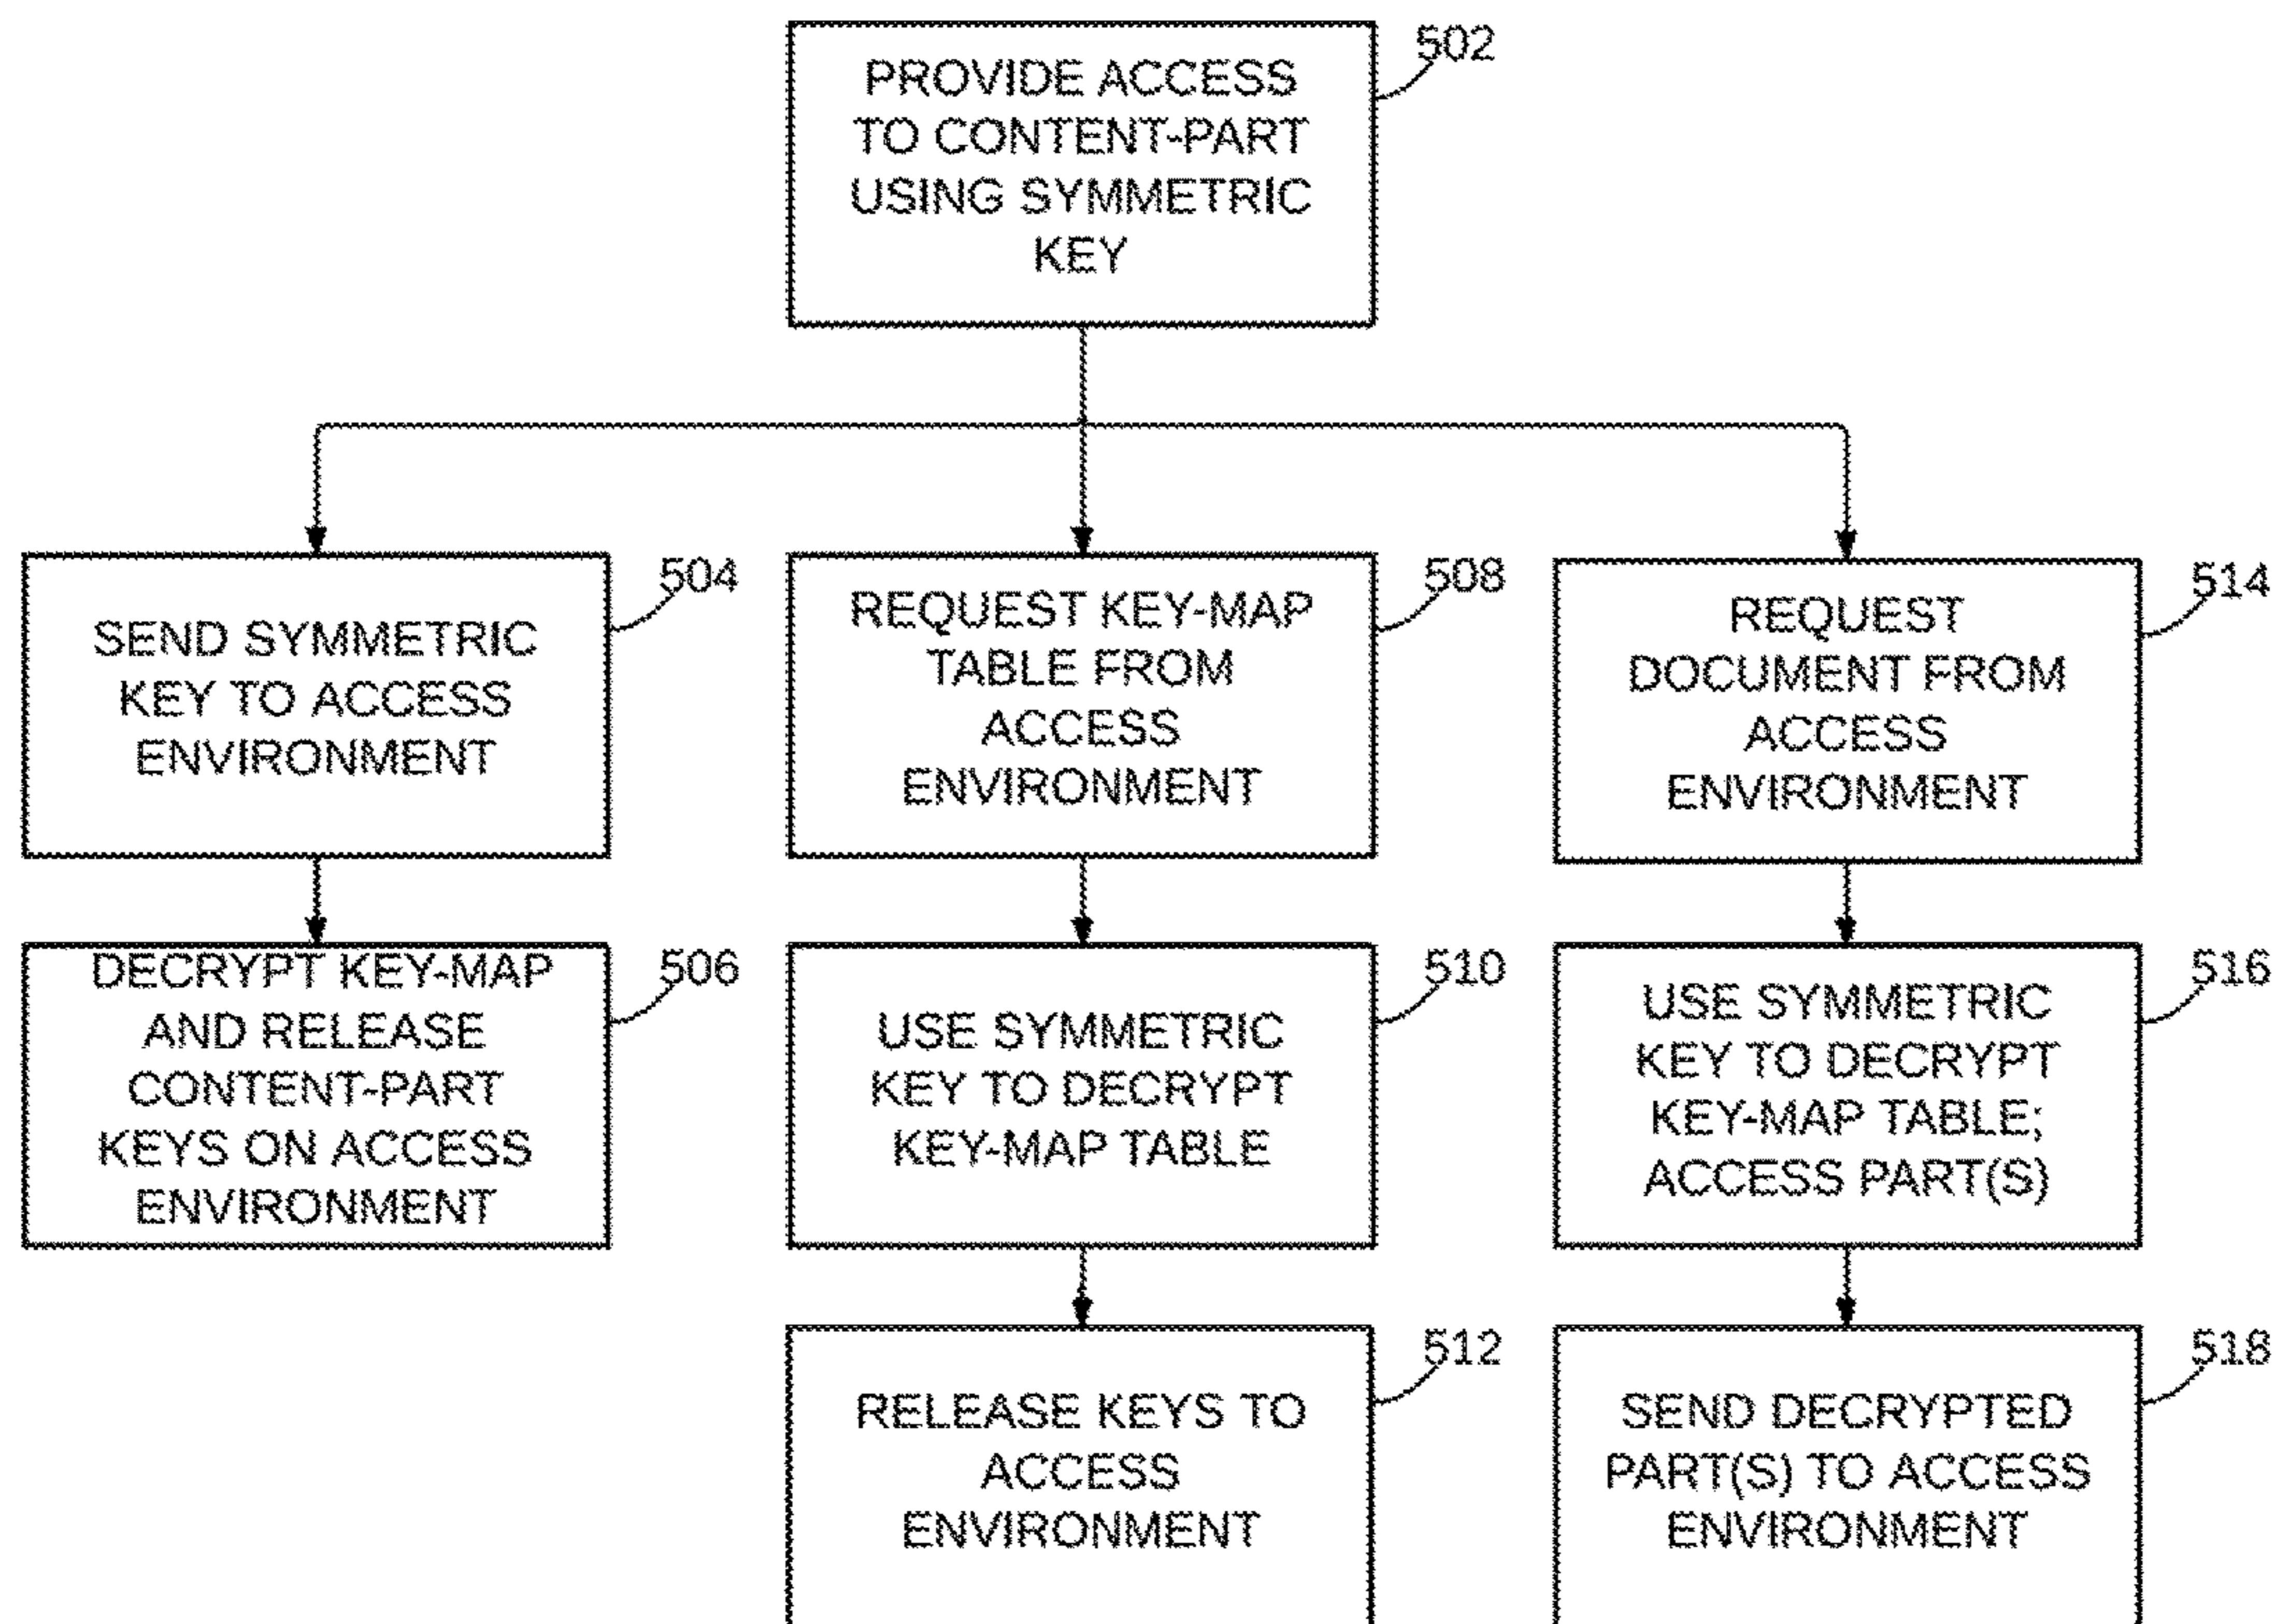 502
PROVIDE ACCESS
TO CONTENT-PART
USING SYMMETRIC
KEY
504
SEND SYMMETRIC
KEY TO ACCESS
ENVIRONMENT
506
DECRYPT KEY-MAP
AND RELEASE
CONTENT-PART
KEYS ON ACCESS
ENVIRONMENT
508
REQUEST KEY-MAP
TABLE FROM
ACCESS
ENVIRONMENT
510
USE SYMMETRIC
KEY TO DECRYPT
KEY-MAP TABLE
512
RELEASE KEYS TO
ACCESS
ENVIRONMENT
514
REQUEST
DOCUMENT FROM
ACCESS
ENVIRONMENT
516
USE SYMMETRIC
KEY TO DECRYPT
KEY-MAP TABLE;
ACCESS PART(S)
518
SEND DECRYPTED
PART(S) TO ACCESS
ENVIRONMENT